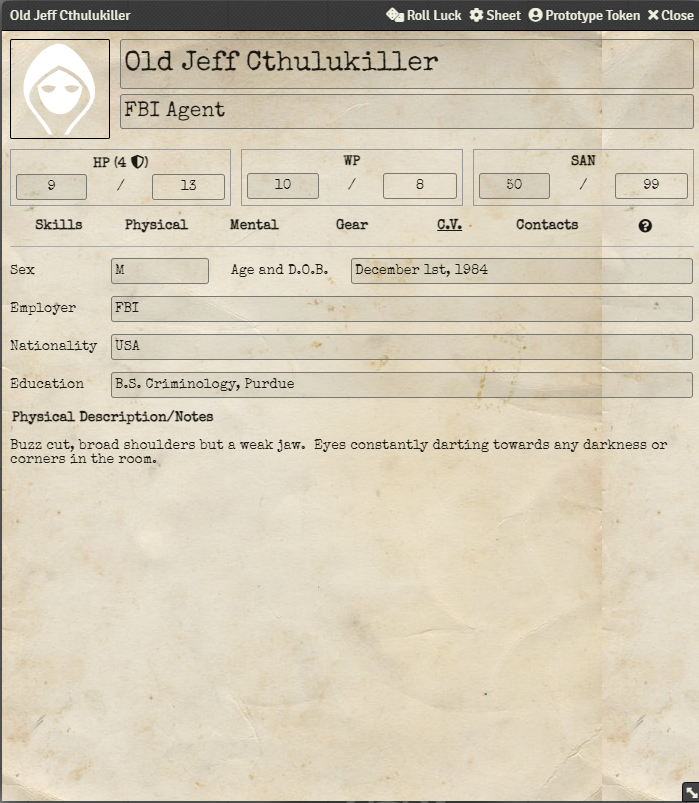 Old Jeff Cthulukiller Roll Luck Sheet Prototype Token Close
Old Jeff Cthulukiller
FBI Agent
HP (4 ) WP SAN
9 / 13 10 / 8 50 / 99
Skills Physical Mental Gear C.V. Contacts ?
Sex M Age and D.O.B. December 1st, 1984
Employer FBI
Nationality USA
Education B.S. Criminology, Purdue
Physical Description/Notes
Buzz cut, broad shoulders but a weak jaw. Eyes constantly darting towards any darkness or
corners in the room.